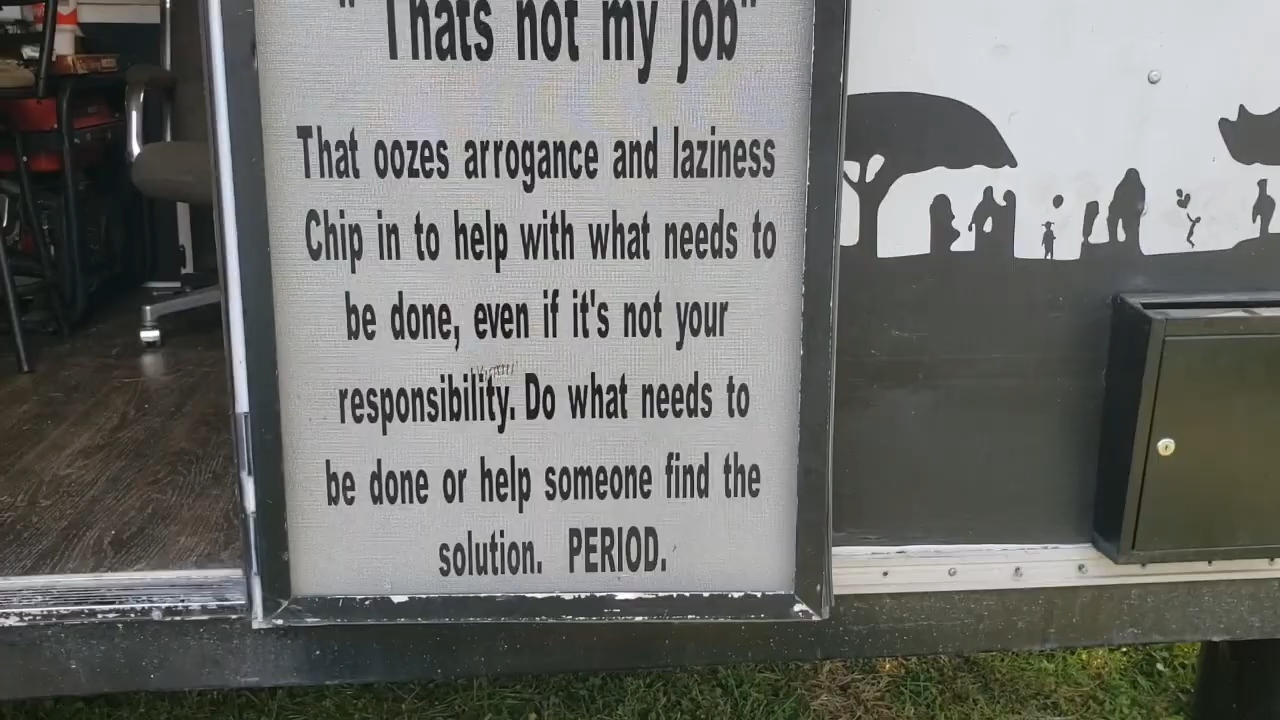 " Thats not my job"
That oozes arrogance and laziness
Chip in to help with what needs to
be done, even if it's not your
responsibility. Do what needs to
be done or help someone find the
solution. PERIOD.